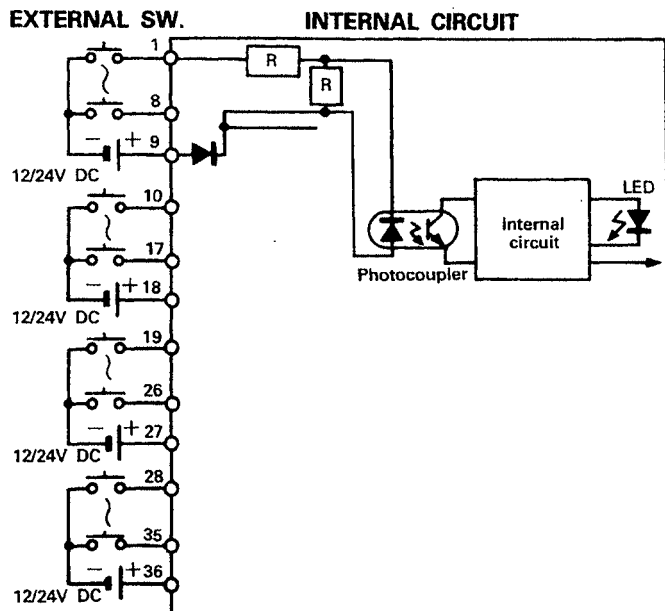 EXTERNAL SW. INTERNAL CIRCUIT
1
R
R
8
− + 9
12/24V DC
10
LED
Internal
circuit
17
Photocoupler
− + 18
12/24V DC
19
26
− + 27
12/24V DC
28
35
− + 36
12/24V DC